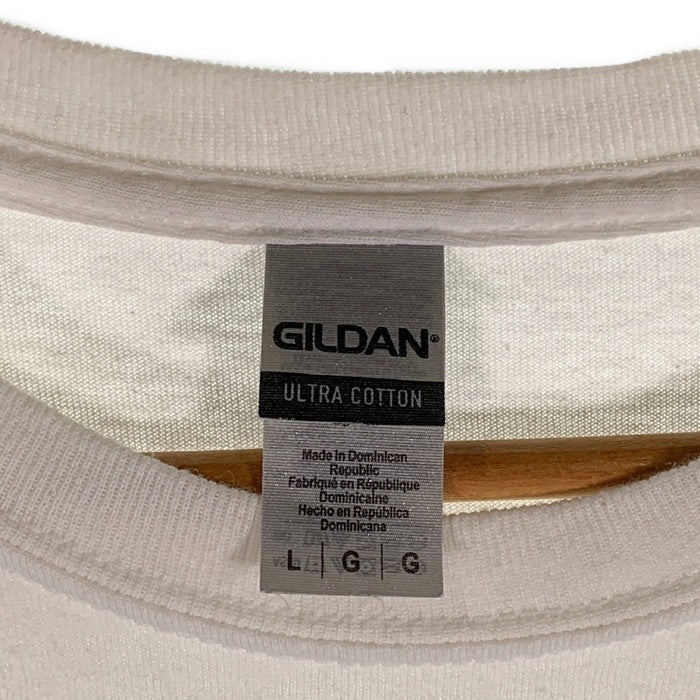 GILDAN®
ULTRA COTTON
Made in Dominican
Republic
Fabriqué en République
Dominicaine
Hecho en República
Dominicana
L | G | G